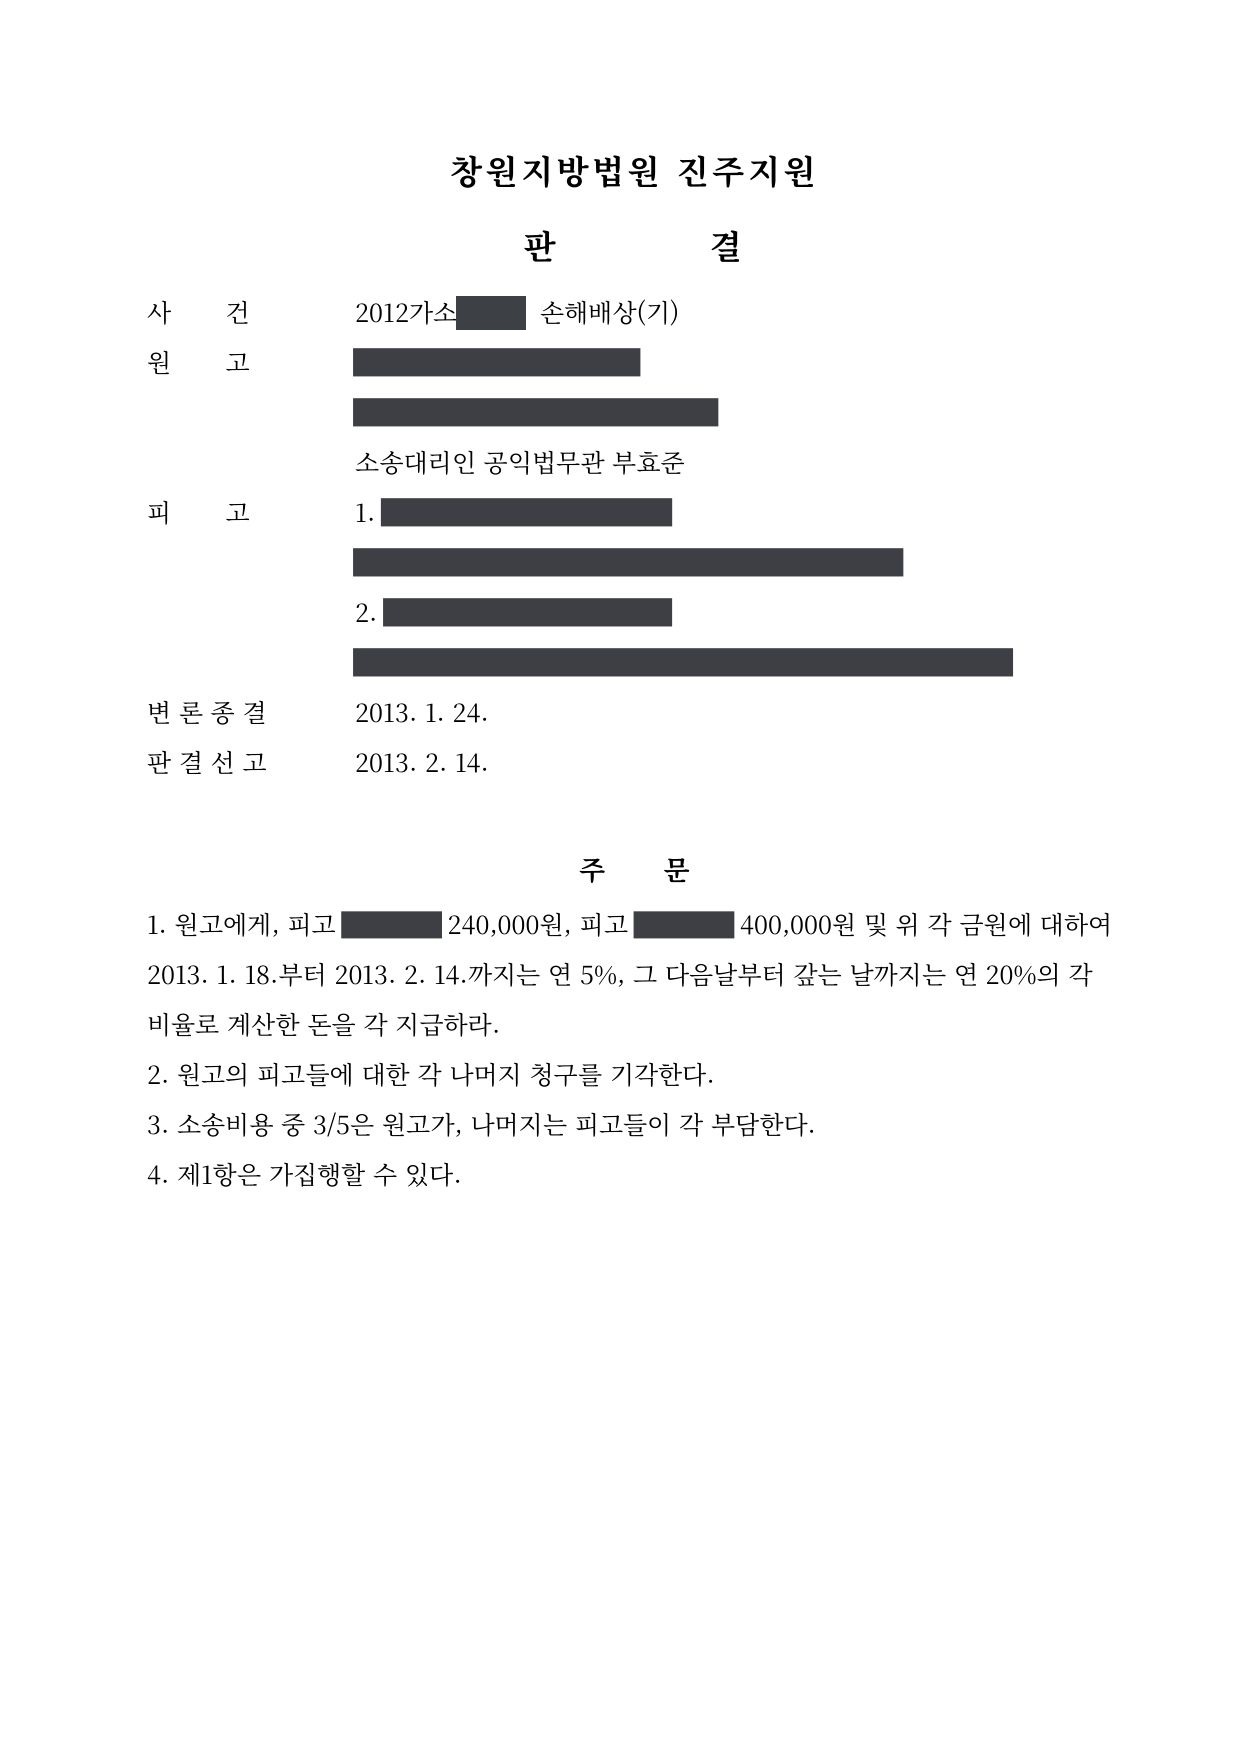 창원지방법원 진주지원
판 결
사 건 2012가소 손해배상(기)
원 고
소송대리인 공익법무관 부효준
피 고 1.
2.
변 론 종 결 2013. 1. 24.
판 결 선 고 2013. 2. 14.
주 문
1. 원고에게, 피고 240,000원, 피고 400,000원 및 위 각 금원에 대하여
2013. 1. 18.부터 2013. 2. 14.까지는 연 5%, 그 다음날부터 갚는 날까지는 연 20%의 각
비율로 계산한 돈을 각 지급하라.
2. 원고의 피고들에 대한 각 나머지 청구를 기각한다.
3. 소송비용 중 3/5은 원고가, 나머지는 피고들이 각 부담한다.
4. 제1항은 가집행할 수 있다.